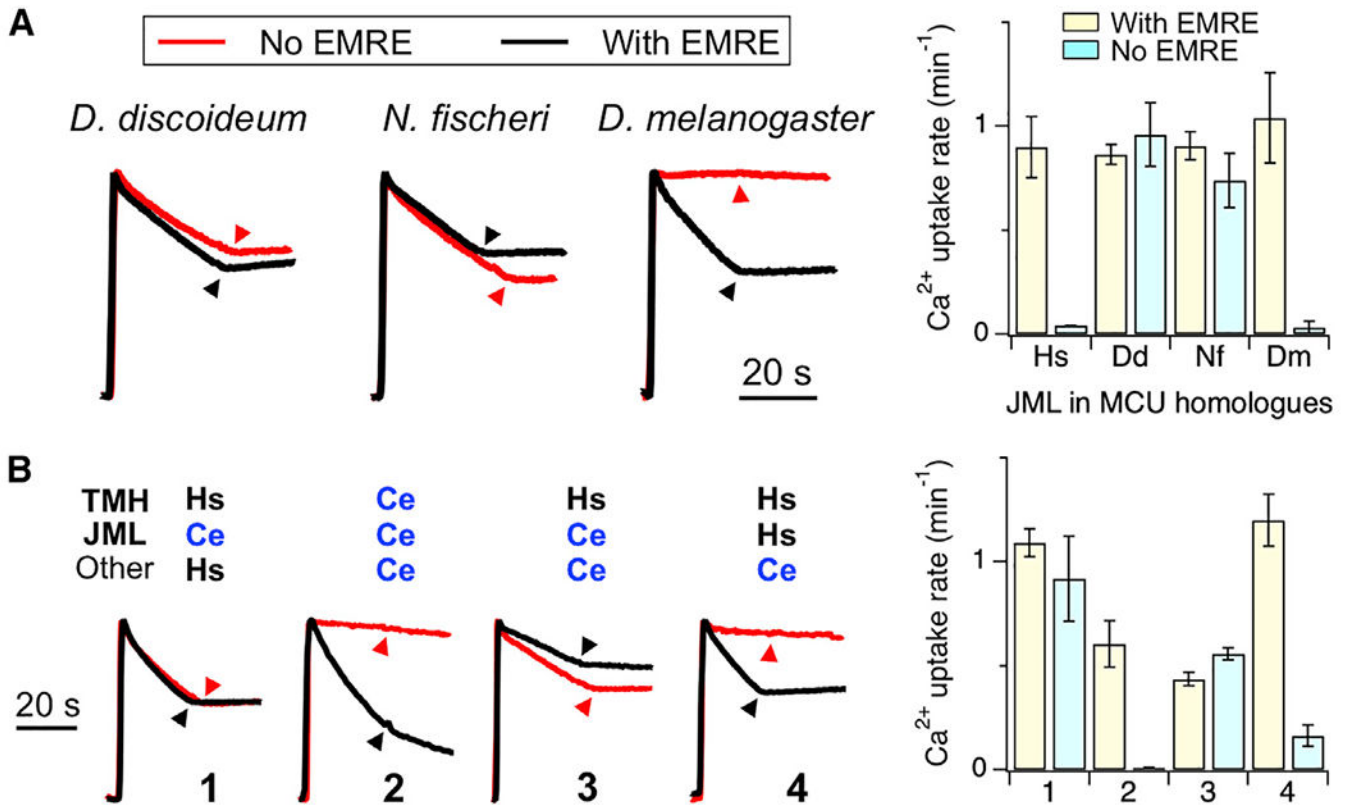 A
No EMRE
With EMRE
D. discoideum
N. fischeri
D. melanogaster
20 s
With EMRE
No EMRE
Ca²⁺ uptake rate (min⁻¹)
1
0
Hs Dd Nf Dm
JML in MCU homologues
B
TMH Hs Ce Hs Hs
JML Ce Ce Ce Hs
Other Hs Ce Ce Ce
20 s
1 2 3 4
Ca²⁺ uptake rate (min⁻¹)
1
0
1 2 3 4